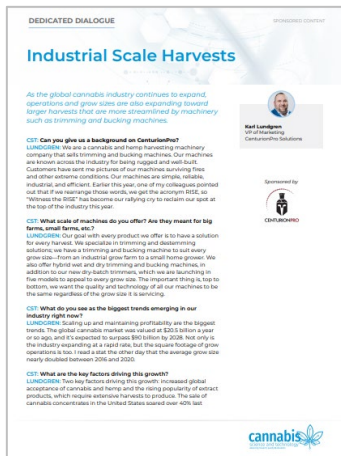 DEDICATED DIALOGUE
SPONSORED CONTENT
Industrial Scale Harvests
As the global cannabis industry continues to expand,
operations and grow sizes are also expanding toward
larger harvests that are more streamlined by machinery
such as trimming and bucking machines.
Karl Lundgren
VP of Marketing
CenturionPro Solutions
Sponsored by
CENTURIONPRO
CST: Can you give us a background on CenturionPro?
LUNDGREN: We are a cannabis and hemp harvesting machinery
company that sells trimming and bucking machines. Our machines
are known across the industry for being rugged and well-built.
Customers have sent me pictures of our machines surviving fires
and other extreme conditions. Our machines are simple, reliable,
industrial, and efficient. Earlier this year, one of my colleagues pointed
out that if we rearrange those words, we get the acronym RISE, so
"Witness the RISE" has become our rallying cry to reclaim our spot at
the top of the industry this year.
CST: What scale of machines do you offer? Are they meant for big
farms, small farms, etc.?
LUNDGREN: Our goal with every product we offer is to have a solution
for every harvest. We specialize in trimming and destemming
solutions; we have a trimming and bucking machine to suit every
grow size—from an industrial grow farm to a small home grower. We
also offer hybrid wet and dry trimming and bucking machines, in
addition to our new dry-batch trimmers, which we are launching in
five models to appeal to every grow size. The important thing is, top to
bottom, we want the quality and technology of all our machines to be
the same regardless of the grow size it is servicing.
CST: What do you see as the biggest trends emerging in our
industry right now?
LUNDGREN: Scaling up and maintaining profitability are the biggest
trends. The global cannabis market was valued at $20.5 billion a year
or so ago, and it's expected to surpass $90 billion by 2028. Not only is
the industry expanding at a rapid rate, but the square footage of grow
operations is too. I read a stat the other day that the average grow size
nearly doubled between 2016 and 2020.
CST: What are the key factors driving this growth?
LUNDGREN: Two key factors driving this growth: increased global
acceptance of cannabis and hemp and the rising popularity of extract
products, which require extensive harvests to produce. The sale of
cannabis concentrates in the United States soared over 40% last
cannabis